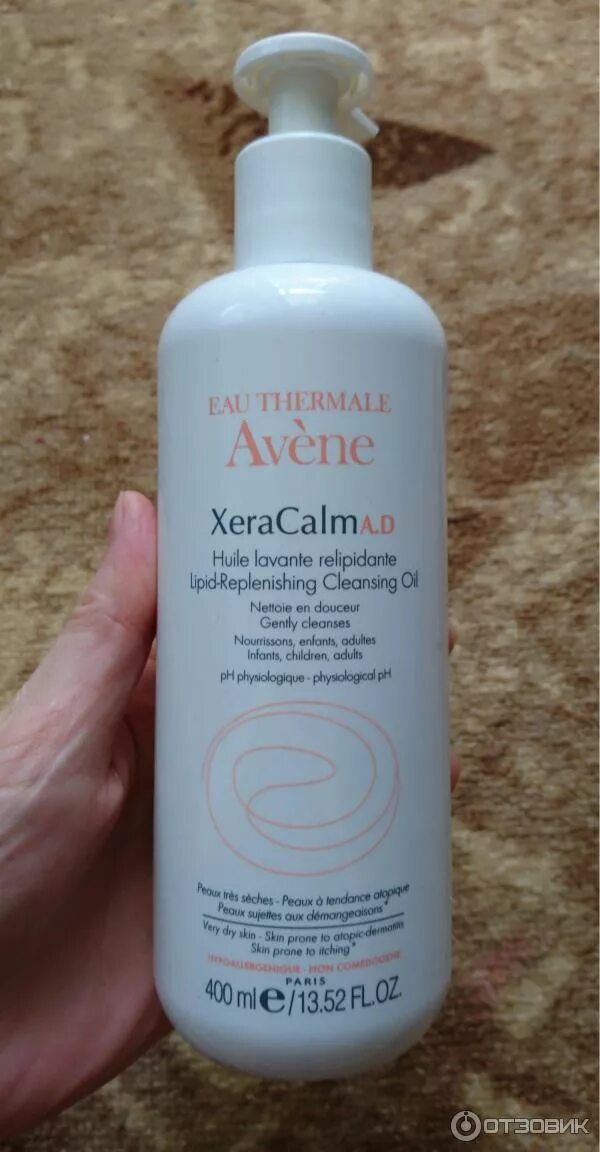 EAU THERMALE
Avène
XeraCalm A.D
Huile lavante relipidante
Lipid-Replenishing Cleansing Oil
Nettoie en douceur
Gently cleanses
Nourrissons, enfants, adultes
Infants, children, adults
pH physiologique - physiological pH
Peaux très sèches - Peaux à tendance atopique
Peaux sujettes aux démangeaisons*
Very dry skin - Skin prone to atopic-dermatitis
Skin prone to itching*
HYPOALLERGÉNIQUE - NON COMÉDOGÈNE
PARIS
400 ml e/13.52 FL.OZ.
ОТЗОВИК